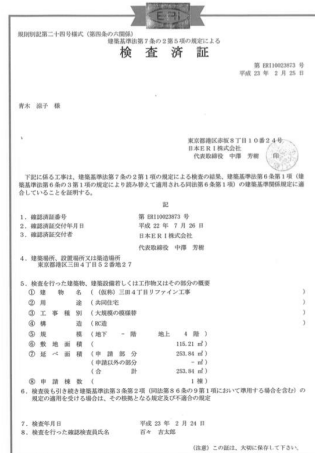 規則別記第二十四号様式（第四条の六関係）
建築基準法第7条の2第5項の規定による
検査済証
第 ERI10023873 号
平成 23 年 2 月 25 日
青木 淑子 様
東京都港区赤坂8丁目10番24号
日本ERI株式会社
代表取締役 中澤 芳樹
下記に係る工事は、建築基準法第7条の2第1項の規定による検査の結果、建築基準法第6条第1項（建
築基準法第6条の3第1項の規定により読み替えて適用される同法第6条第1項）の建築基準関係規定に適
合していることを証明する。
記
1．確認済証番号 第 ERI10023873 号
2．確認済証交付年月日 平成 22 年 7 月 26 日
3．確認済証交付者 日本ERI株式会社
代表取締役 中澤 芳樹
4．建築場所、設置場所又は築造場所
東京都港区三田4丁目52番地27
5．検査を行った建築物、建築設備若しくは工作物又はその部分の概要
① 建物名 （（仮称）三田4丁目リファイン工事 ）
② 用途 （共同住宅 ）
③ 工事種別 （大規模の模様替 ）
④ 構造 （RC造 ）
⑤ 規模 （地下 － 階 地上 4 階）
⑥ 敷地面積 （ 115.21 ㎡）
⑦ 延べ面積 （申請部分 253.84 ㎡）
（申請以外の部分 － ㎡）
（合計 253.84 ㎡）
⑧ 申請棟数 （ 1 棟）
6．検査後も引き続き建築基準法第3条第2項（同法第86条の9第1項において準用する場合を含む）の
規定の適用を受ける場合は、その根拠となる規定及び不適合の規定
7．検査年月日 平成 23 年 2 月 24 日
8．検査を行った確認検査員氏名 百々 吉太郎
（注意）この証は、大切に保存して下さい。